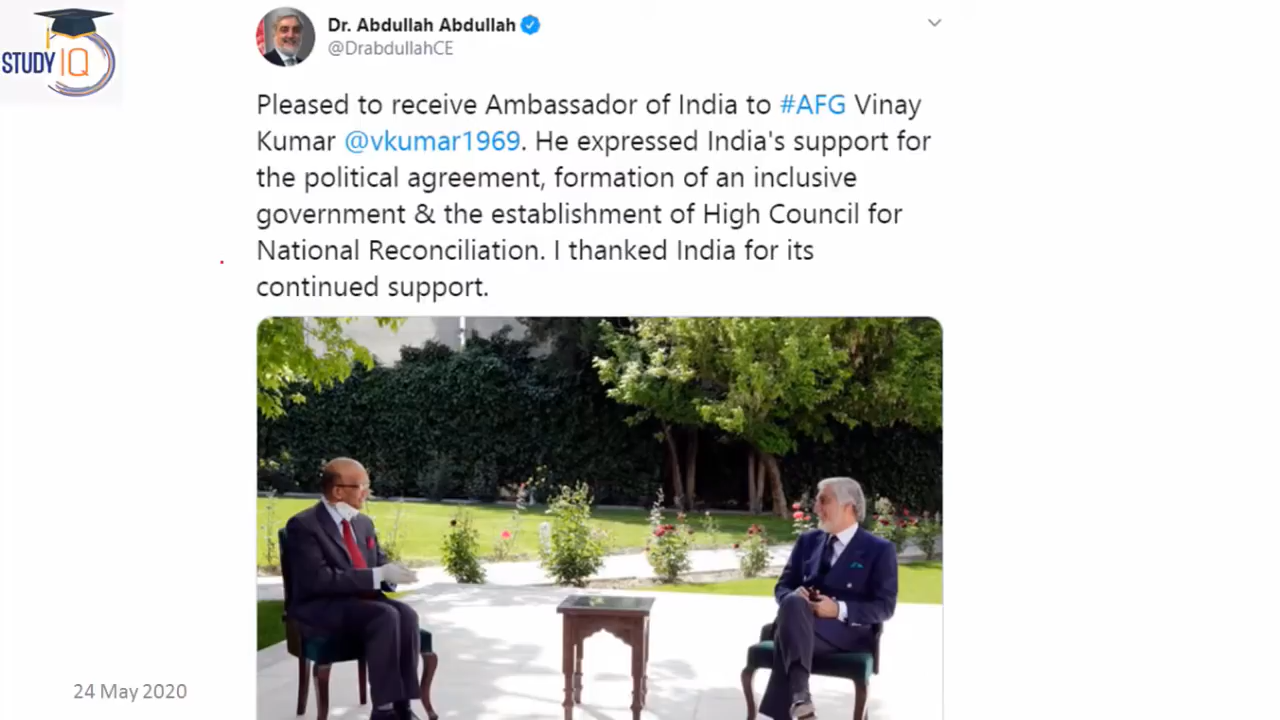 STUDY IQ
Dr. Abdullah Abdullah
@DrabdullahCE
Pleased to receive Ambassador of India to #AFG Vinay
Kumar @vkumar1969. He expressed India's support for
the political agreement, formation of an inclusive
government & the establishment of High Council for
National Reconciliation. I thanked India for its
continued support.
24 May 2020